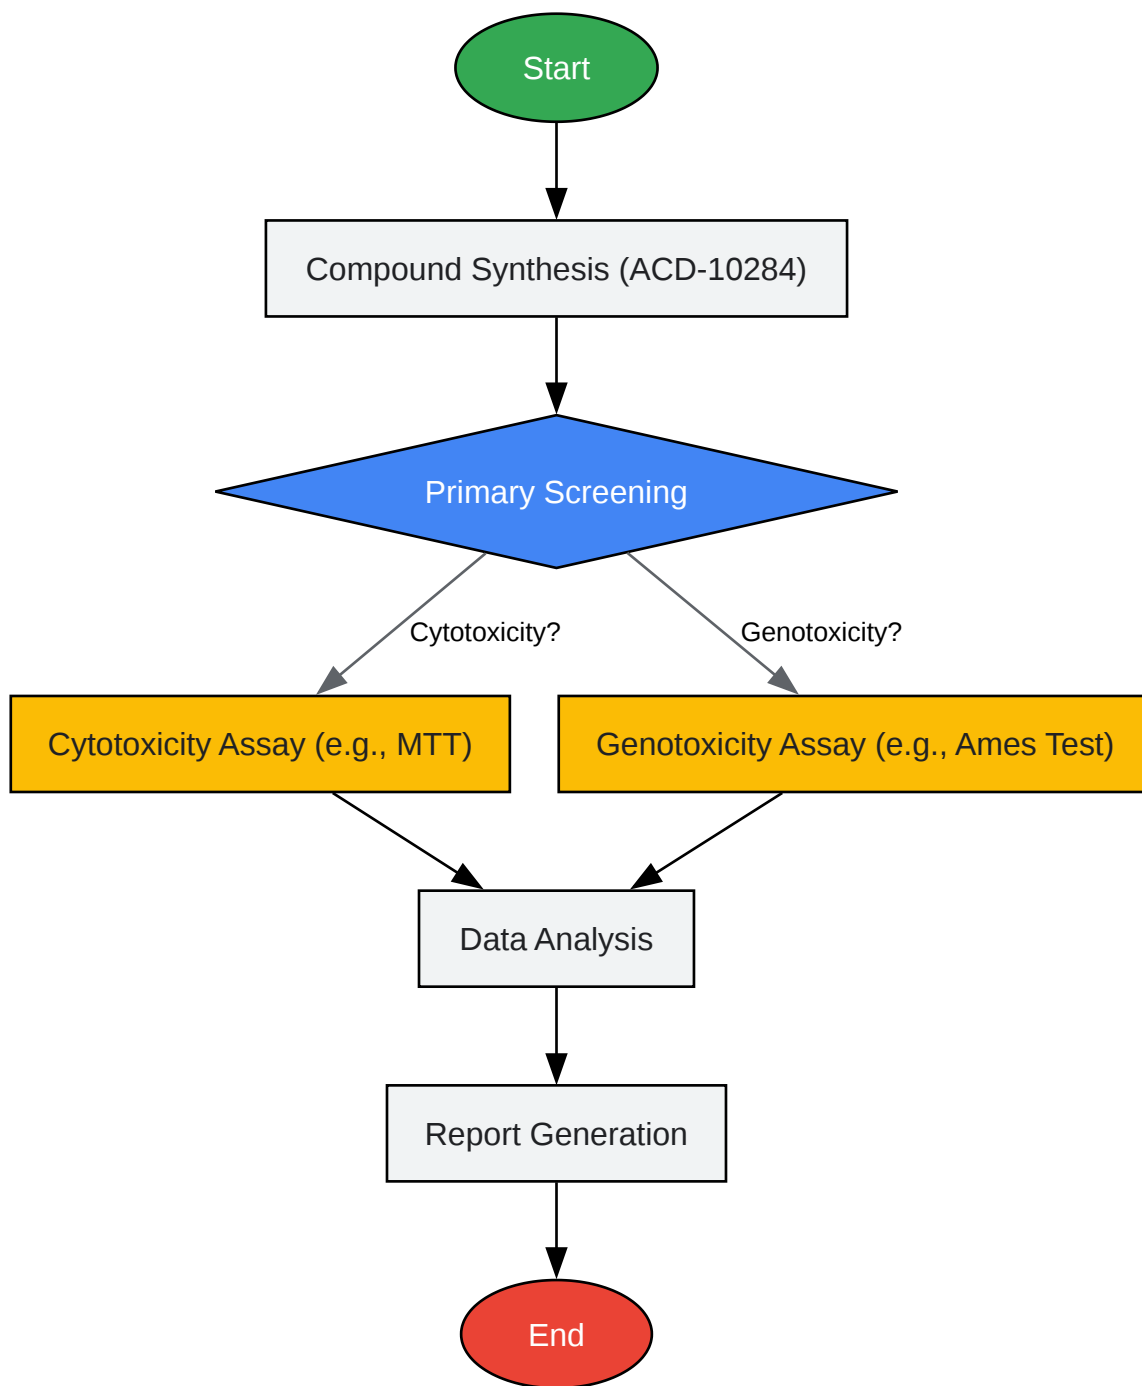 Start
Compound Synthesis (ACD-10284)
Primary Screening
Cytotoxicity?
Genotoxicity?
Cytotoxicity Assay (e.g., MTT)
Genotoxicity Assay (e.g., Ames Test)
Data Analysis
Report Generation
End